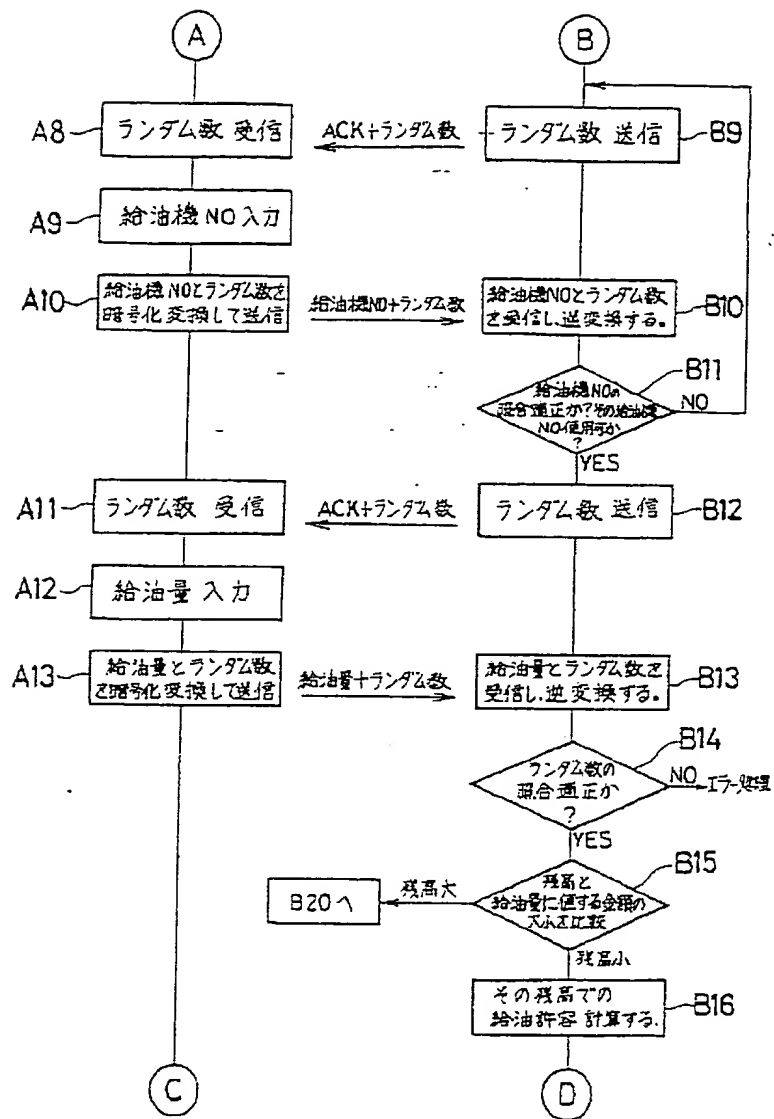 A
B
A8
ランダム数 受信
ACK+ランダム数
ランダム数 送信
B9
A9
給油機NO入力
A10
給油機NOとランダム数を
暗号化変換して送信
給油機NO+ランダム数
給油機NOとランダム数
を受信し、逆変換する。
B10
B11
給油機NOの
照合適正か?その給油機
NO使用可か
?
NO
YES
A11
ランダム数 受信
ACK+ランダム数
ランダム数 送信
B12
A12
給油量 入力
A13
給油量とランダム数
を暗号化変換して送信
給油量+ランダム数
給油量とランダム数を
受信し、逆変換する。
B13
B14
ランダム数の
照合適正か
?
NO
エラー処理
YES
B15
残高と
給油量に値する金額の
大小を比較
残高大
B20へ
残高小
その残高での
給油許容 計算する.
B16
C
D